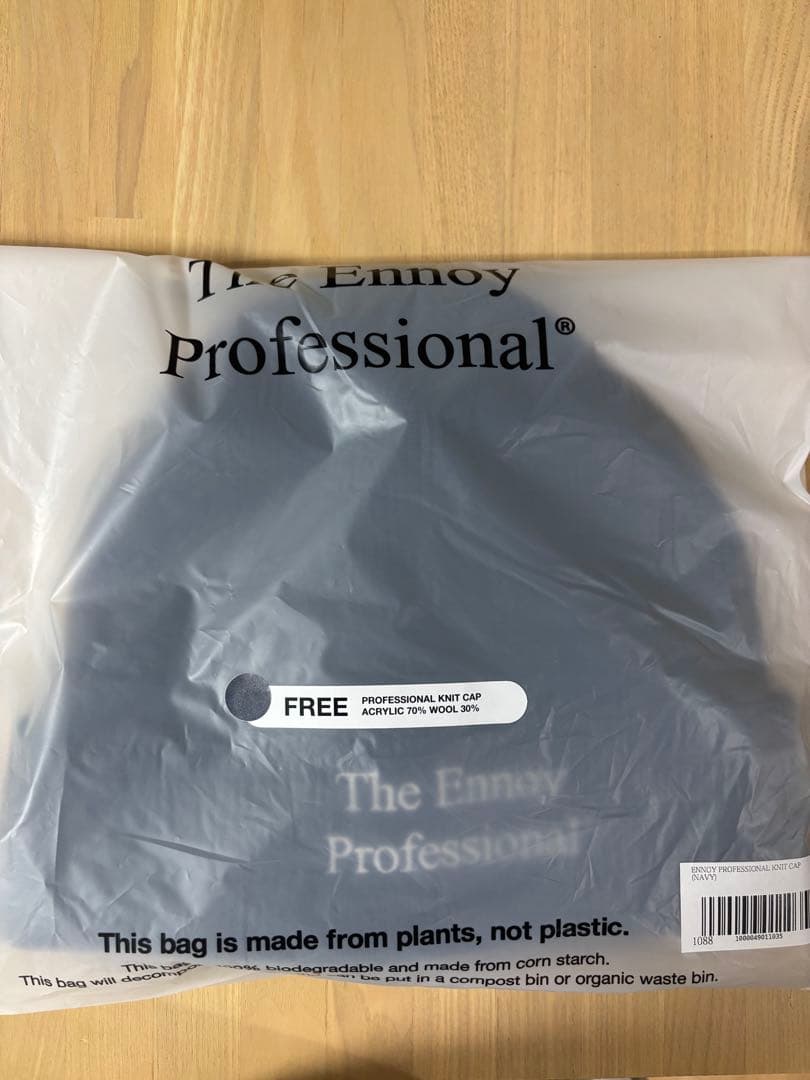 The Ennoy
Professional®
FREE
PROFESSIONAL KNIT CAP
ACRYLIC 70% WOOL 30%
The Ennoy
Professional
ENNOY PROFESSIONAL KNIT CAP
(NAVY)
1088
1000049011035
This bag is made from plants, not plastic.
This biodegradable and made from corn starch.
This bag will be put in a compost bin or organic waste bin.